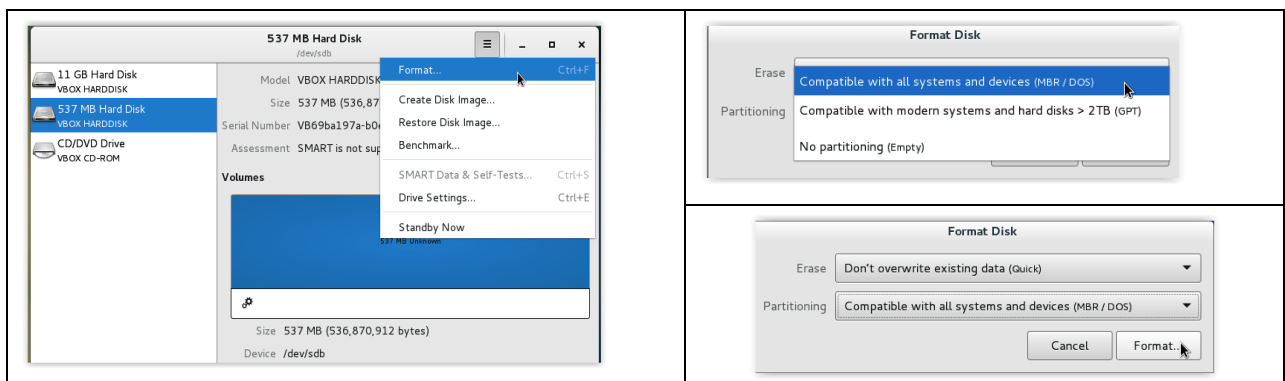 537 MB Hard Disk
/dev/sdb
11 GB Hard Disk
VBOX HARDDISK
537 MB Hard Disk
VBOX HARDDISK
CD/DVD Drive
VBOX CD-ROM
Model VBOX HARDDISK
Size 537 MB (536,87
Serial Number VB69ba197a-b0
Assessment SMART is not sup
Volumes
537 MB Unknown
Size 537 MB (536,870,912 bytes)
Device /dev/sdb
Format... Ctrl+F
Create Disk Image...
Restore Disk Image...
Benchmark...
SMART Data & Self-Tests... Ctrl+S
Drive Settings... Ctrl+E
Standby Now
Format Disk
Erase
Partitioning
Compatible with all systems and devices (MBR / DOS)
Compatible with modern systems and hard disks > 2TB (GPT)
No partitioning (Empty)
Format Disk
Erase Don't overwrite existing data (Quick)
Partitioning Compatible with all systems and devices (MBR / DOS)
Cancel Format...